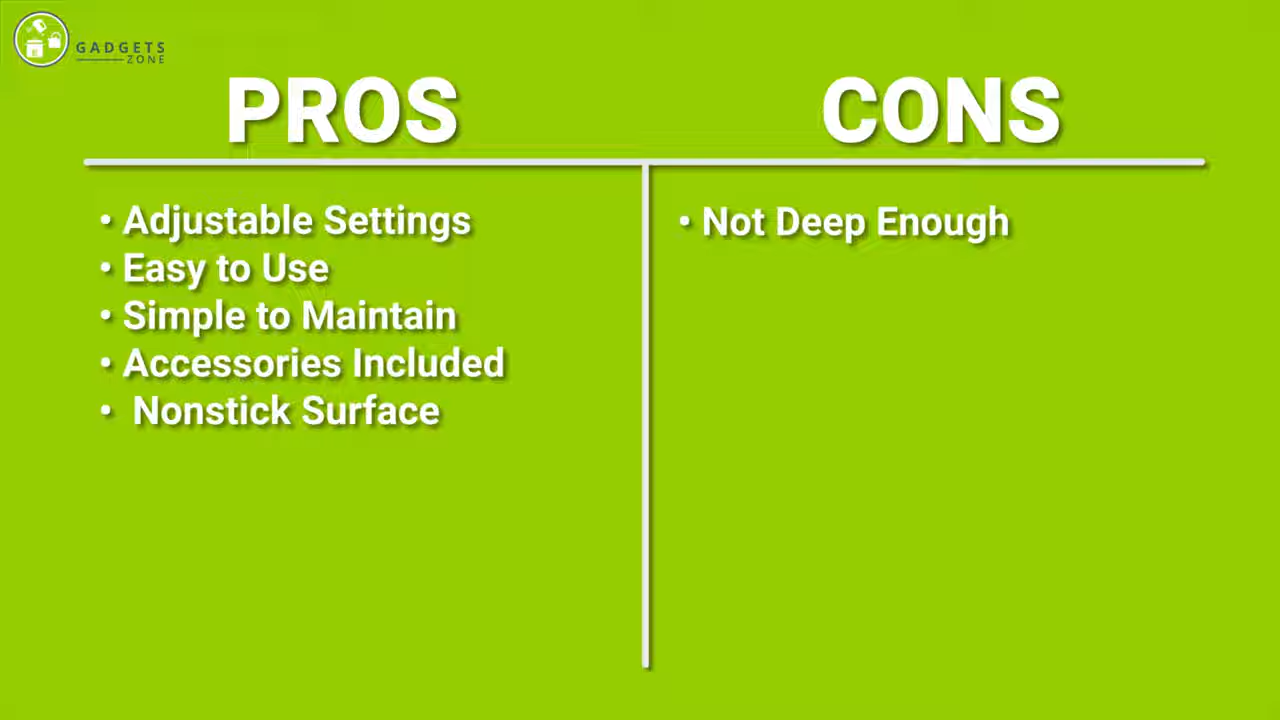 GADGETS
ZONE
PROS
• Adjustable Settings
• Easy to Use
• Simple to Maintain
• Accessories Included
• Nonstick Surface
CONS
• Not Deep Enough